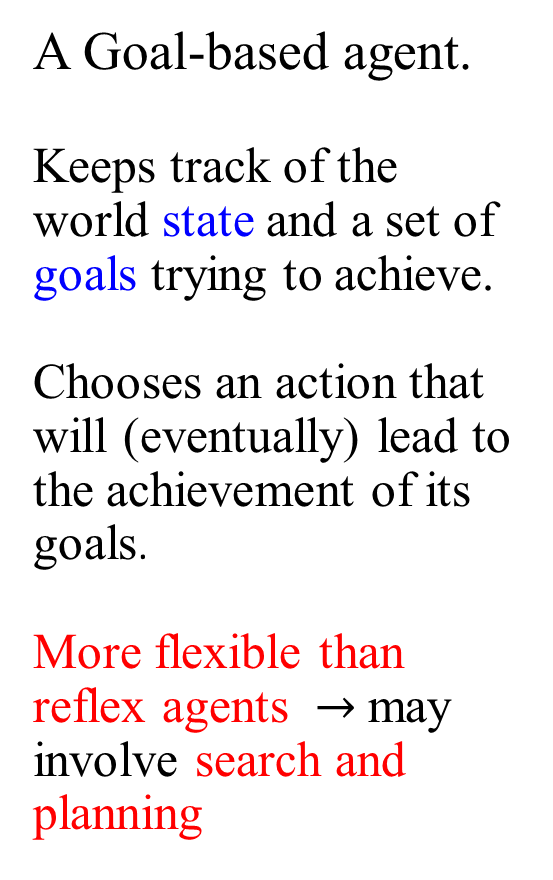 A Goal-based agent.
Keeps track of the
world state and a set of
goals trying to achieve.
Chooses an action that
will (eventually) lead to
the achievement of its
goals.
More flexible than
reflex agents → may
involve search and
planning